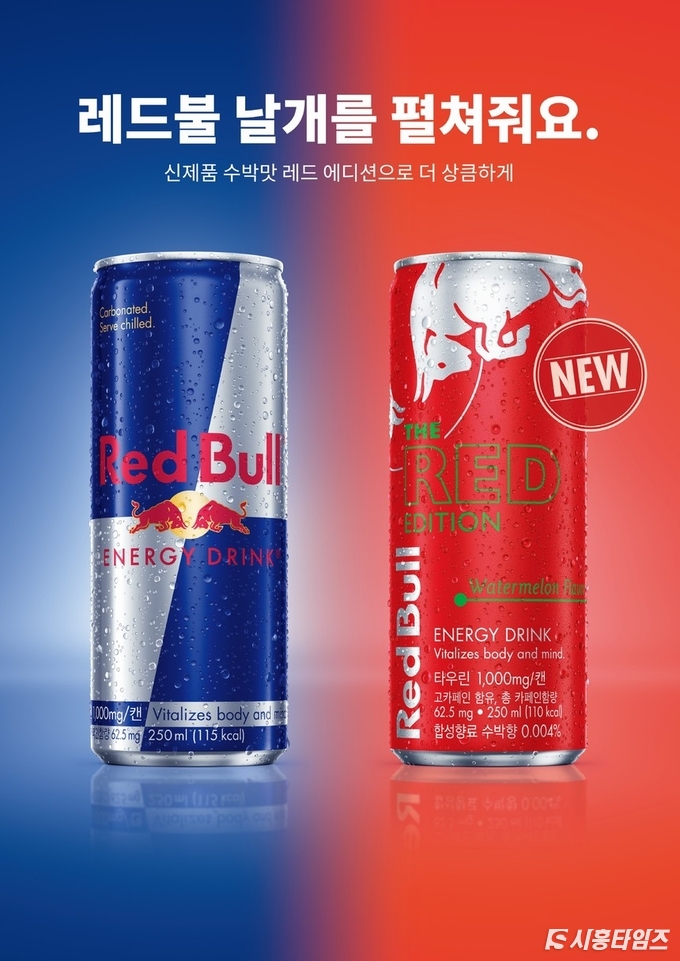 레드불 날개를 펼쳐줘요.
신제품 수박맛 레드 에디션으로 더 상큼하게
Carbonated.
Serve chilled.
Red Bull
ENERGY DRINK
1,000mg/캔 Vitalizes body and
62.5 mg 250 ml (115 kcal)
NEW
THE
RED
EDITION
Red Bull
Watermelon
ENERGY DRINK
Vitalizes body and mind.
타우린 1,000mg/캔
고카페인 함유, 총 카페인함량
62.5 mg • 250 ml (110 kcal)
합성향료 수박향 0.004%
시흥타임즈